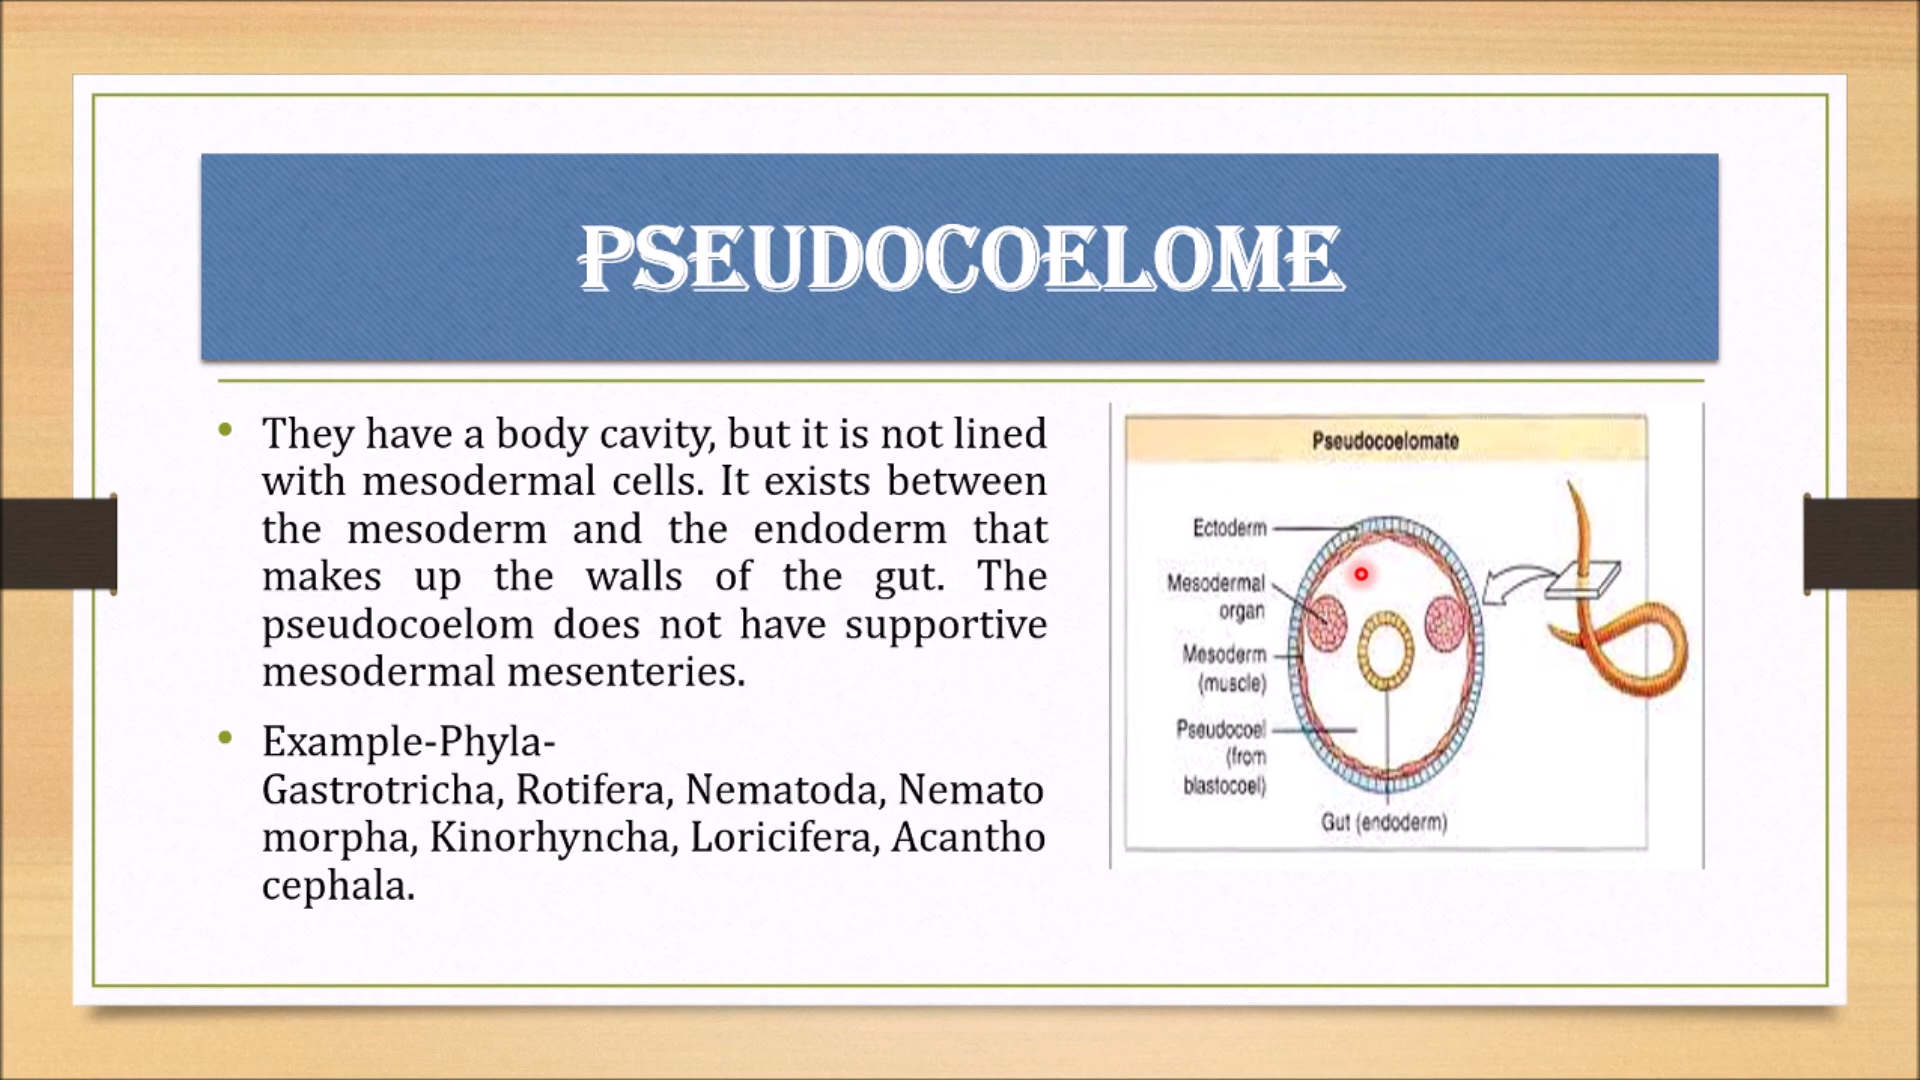 PSEUDOCOELOME
They have a body cavity, but it is not lined
with mesodermal cells. It exists between
the mesoderm and the endoderm that
makes up the walls of the gut. The
pseudocoelom does not have supportive
mesodermal mesenteries.
Example-Phyla-
Gastrotricha, Rotifera, Nematoda, Nemato
morpha, Kinorhyncha, Loricifera, Acantho
cephala.
Pseudocoelomate
Ectoderm
Mesodermal
organ
Mesoderm
(muscle)
Pseudocoel
(from
blastocoel)
Gut (endoderm)